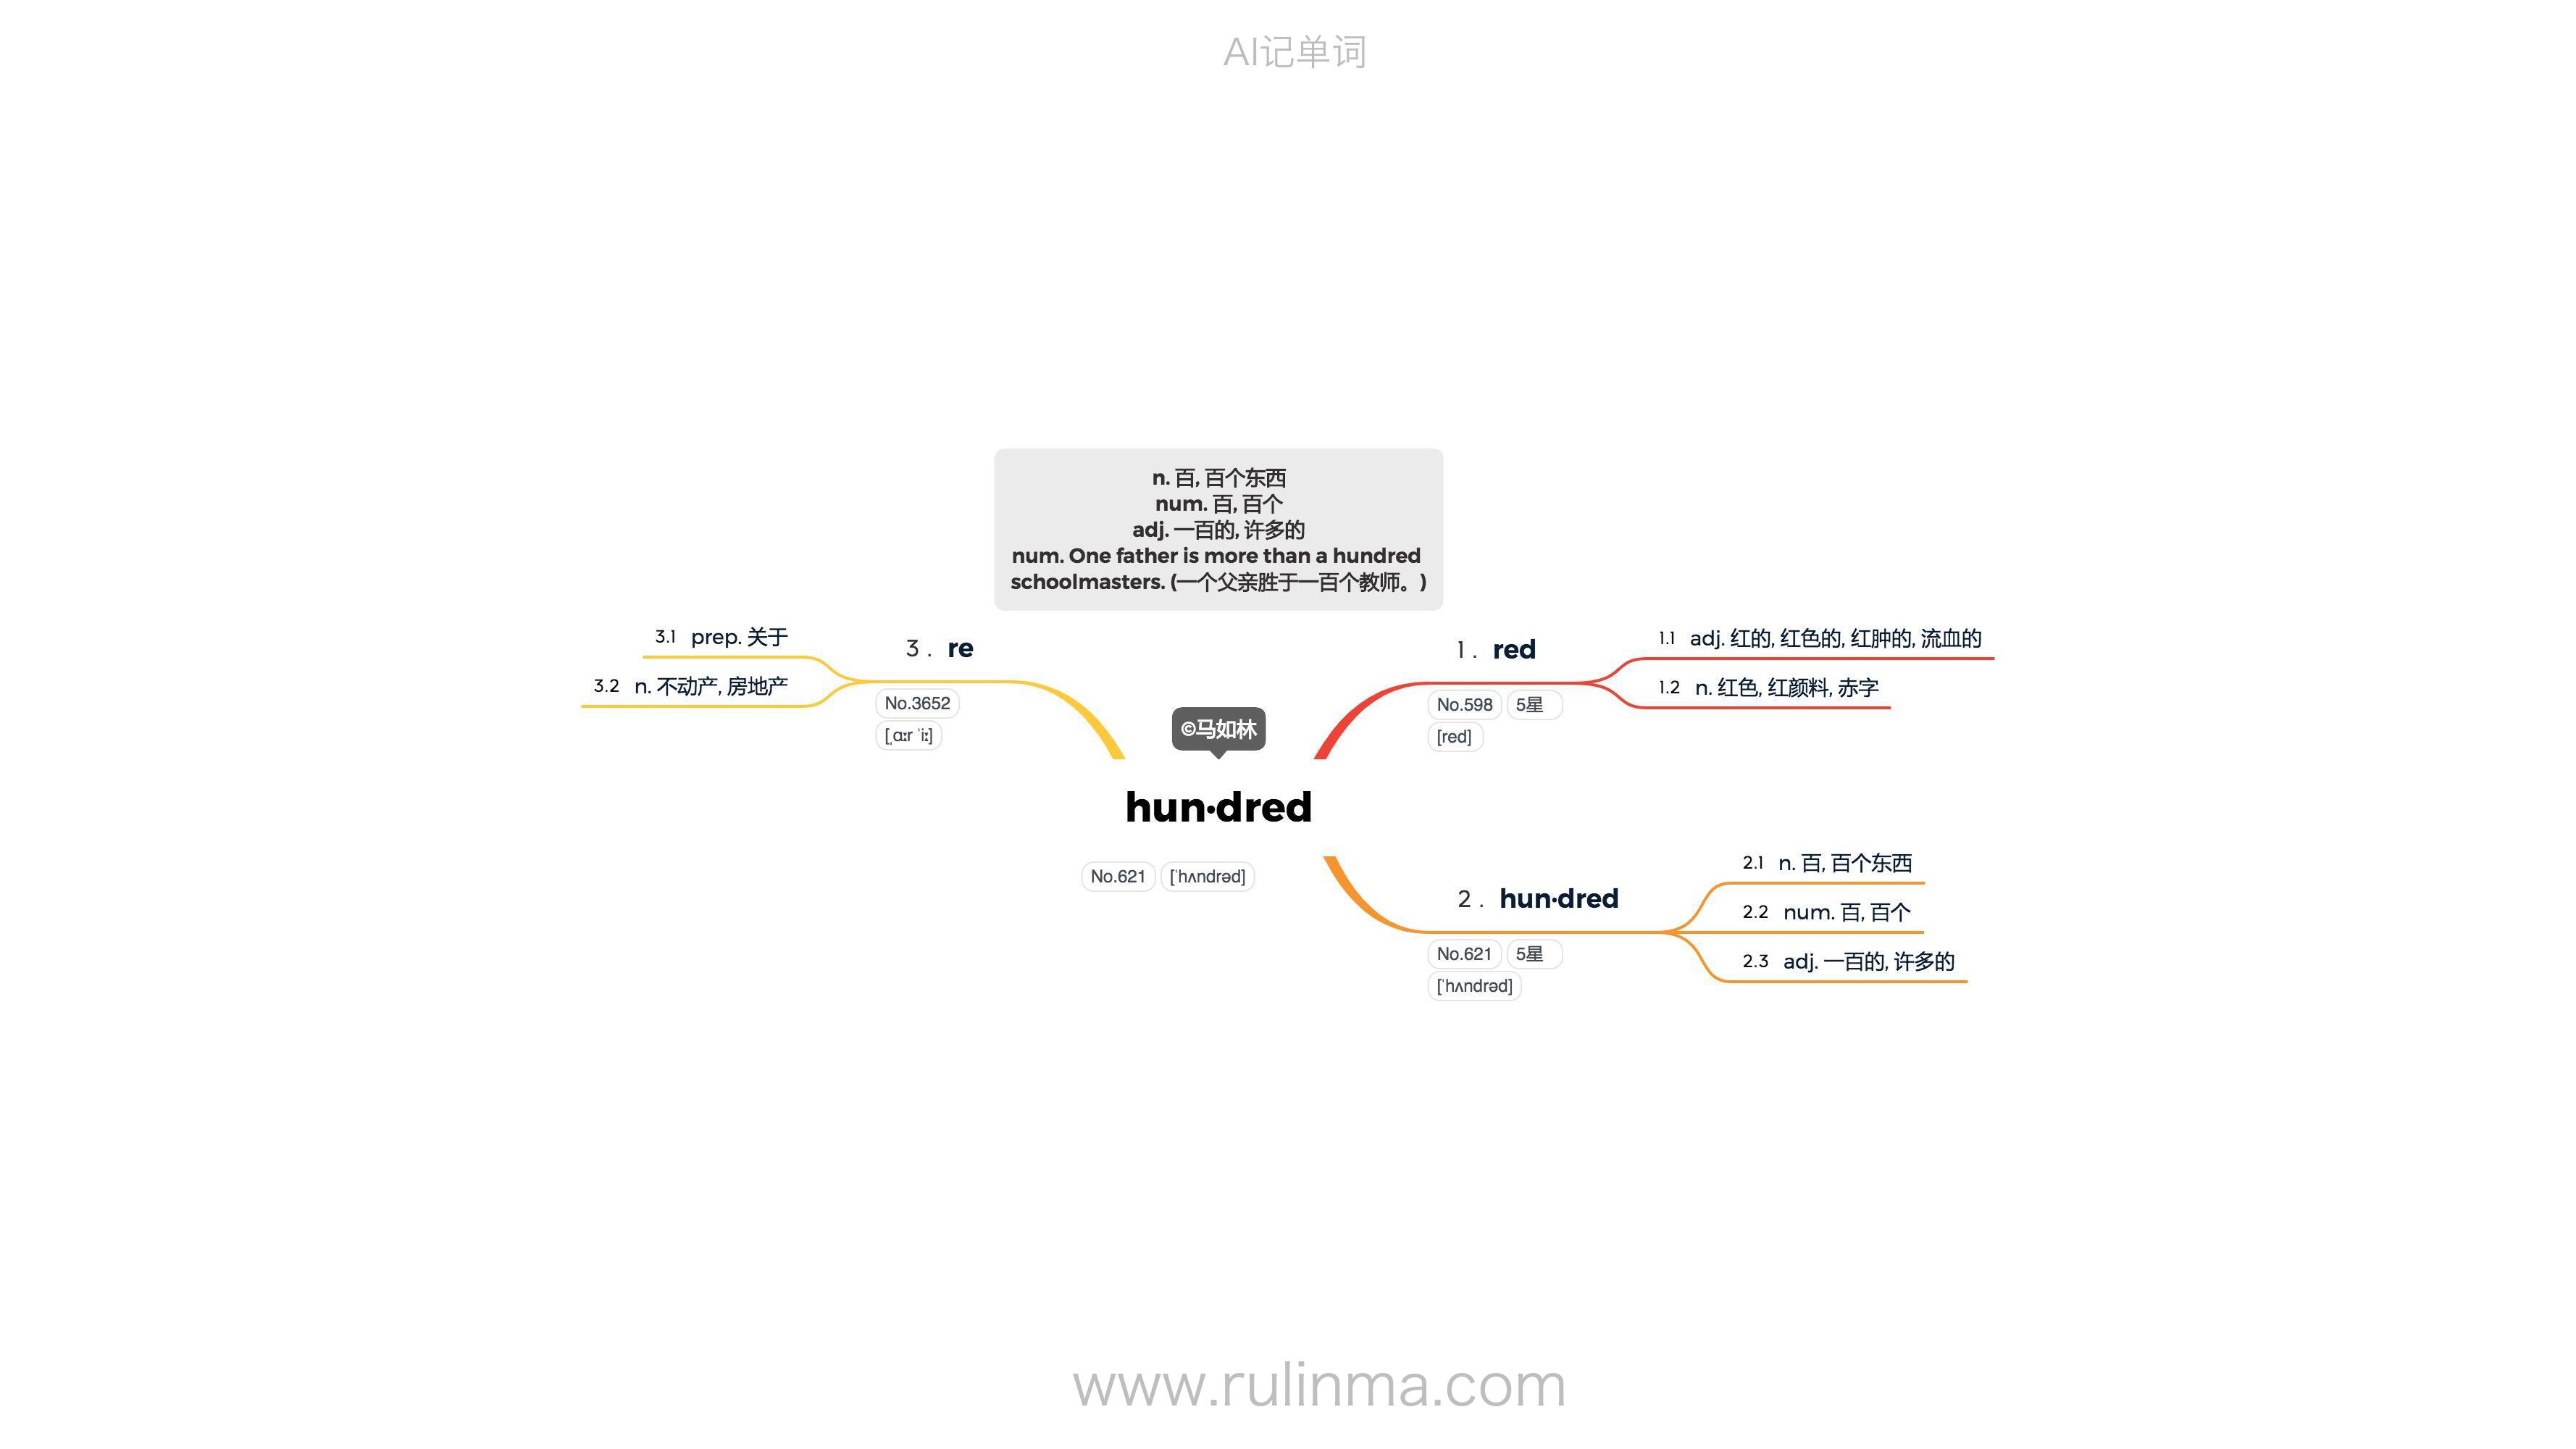 AI记单词
n. 百, 百个东西
num. 百, 百个
adj. 一百的, 许多的
num. One father is more than a hundred
schoolmasters. (一个父亲胜于一百个教师。)
©马如林
hun·dred
No.621 [ˈhʌndrəd]
1 . red
No.598 5星
[red]
1.1 adj. 红的, 红色的, 红肿的, 流血的
1.2 n. 红色, 红颜料, 赤字
2 . hun·dred
No.621 5星
[ˈhʌndrəd]
2.1 n. 百, 百个东西
2.2 num. 百, 百个
2.3 adj. 一百的, 许多的
3 . re
No.3652
[ˌɑːr ˈiː]
3.1 prep. 关于
3.2 n. 不动产, 房地产
www.rulinma.com